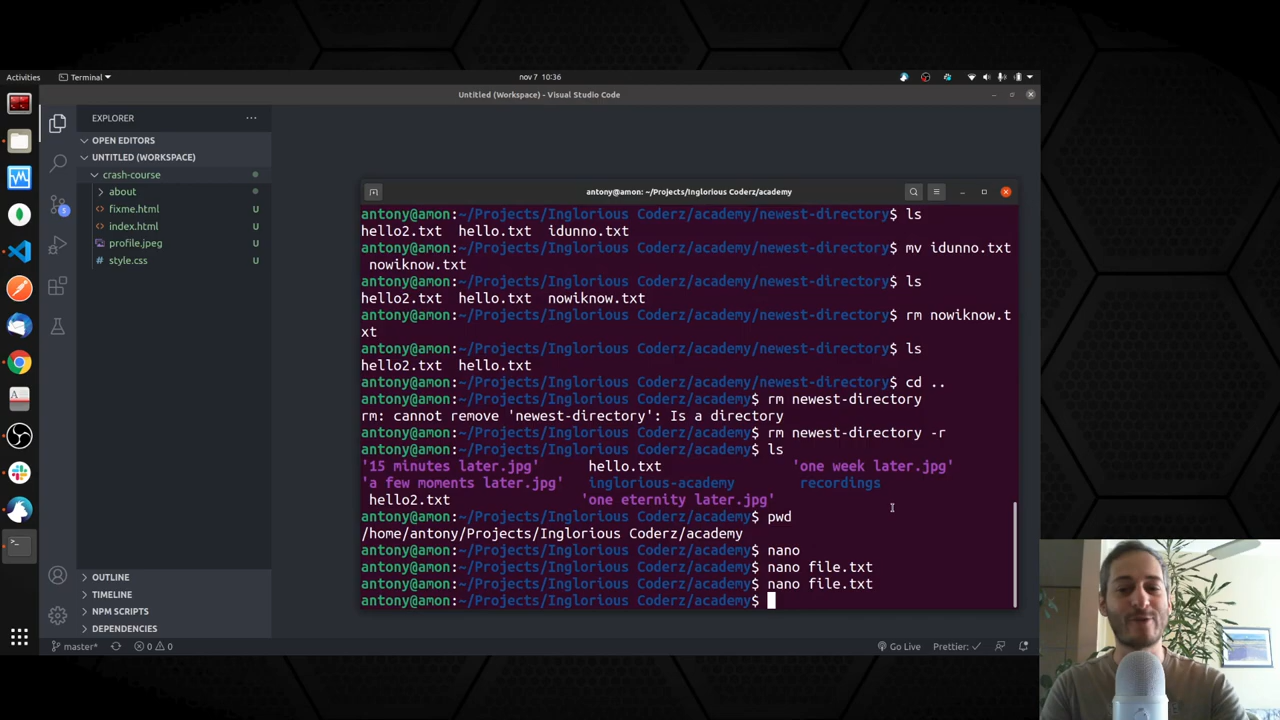 Activities
Terminal
nov 7 10:36
Untitled (Workspace) - Visual Studio Code
EXPLORER
OPEN EDITORS
UNTITLED (WORKSPACE)
crash-course
about
fixme.html U
index.html U
profile.jpeg U
# style.css U
5
OUTLINE
TIMELINE
NPM SCRIPTS
DEPENDENCIES
antony@amon: ~/Projects/Inglorious Coderz/academy
antony@amon:~/Projects/Inglorious Coderz/academy/newest-directory$ ls
hello2.txt hello.txt idunno.txt
antony@amon:~/Projects/Inglorious Coderz/academy/newest-directory$ mv idunno.txt
nowiknow.txt
antony@amon:~/Projects/Inglorious Coderz/academy/newest-directory$ ls
hello2.txt hello.txt nowiknow.txt
antony@amon:~/Projects/Inglorious Coderz/academy/newest-directory$ rm nowiknow.t
xt
antony@amon:~/Projects/Inglorious Coderz/academy/newest-directory$ ls
hello2.txt hello.txt
antony@amon:~/Projects/Inglorious Coderz/academy/newest-directory$ cd ..
antony@amon:~/Projects/Inglorious Coderz/academy$ rm newest-directory
rm: cannot remove 'newest-directory': Is a directory
antony@amon:~/Projects/Inglorious Coderz/academy$ rm newest-directory -r
antony@amon:~/Projects/Inglorious Coderz/academy$ ls
'15 minutes later.jpg' hello.txt 'one week later.jpg'
'a few moments later.jpg' inglorious-academy recordings
hello2.txt 'one eternity later.jpg'
antony@amon:~/Projects/Inglorious Coderz/academy$ pwd
/home/antony/Projects/Inglorious Coderz/academy
antony@amon:~/Projects/Inglorious Coderz/academy$ nano
antony@amon:~/Projects/Inglorious Coderz/academy$ nano file.txt
antony@amon:~/Projects/Inglorious Coderz/academy$ nano file.txt
antony@amon:~/Projects/Inglorious Coderz/academy$
master* 0 0 Go Live Prettier: ✓